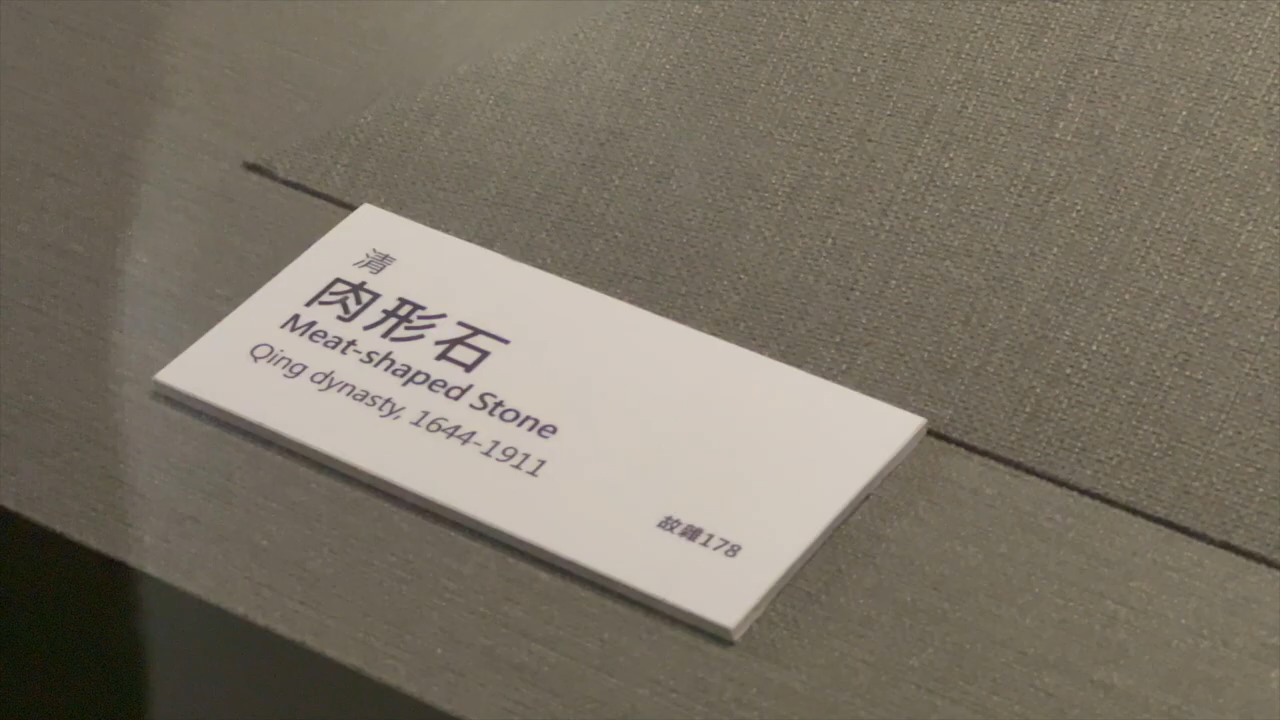 清
肉形石
Meat-shaped Stone
Qing dynasty, 1644-1911
故雜178